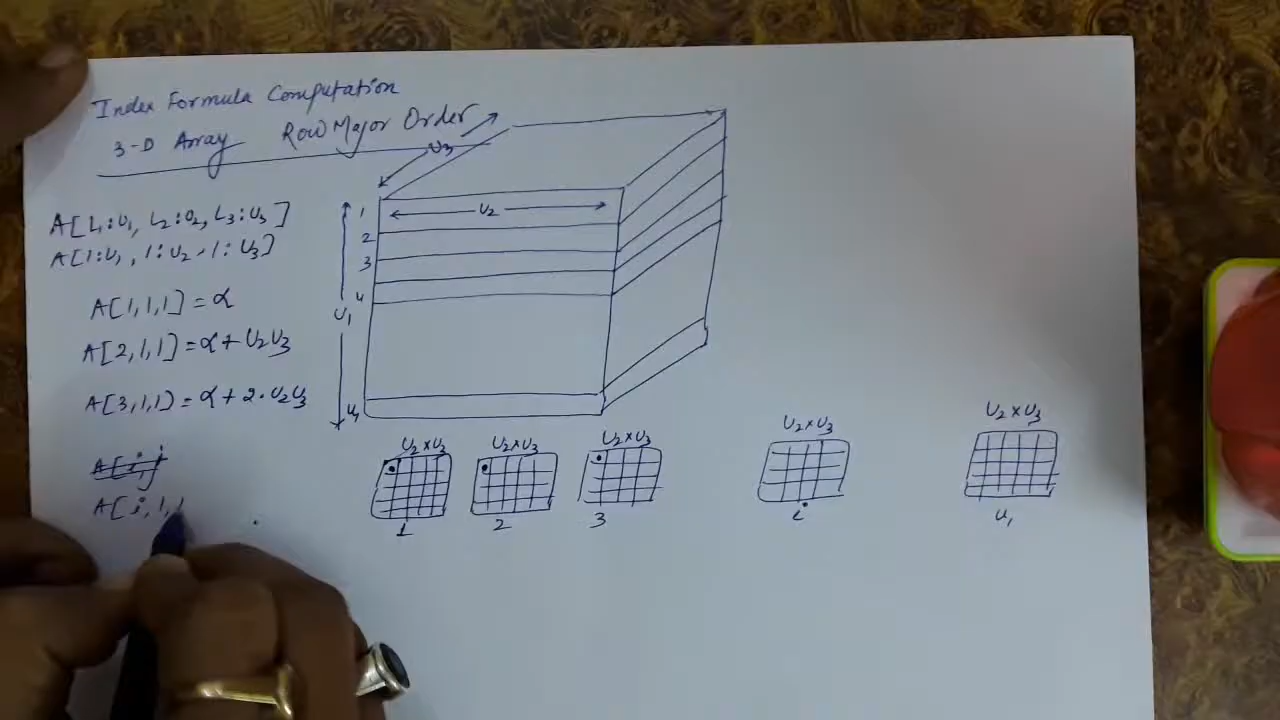 Index Formula Computation
3-D Array Row Major Order
A[L1:U1, L2:U2, L3:U3]
A[1:U1, 1:U2, 1:U3]
A[1,1,1] = α
A[2,1,1] = α + U2U3
A[3,1,1) = α + 2·U2U3
A[i,j
A[i,1,1
U3
U2
1
2
3
4
U1
U1
U2×U3
U2×U3
U2×U3
U2×U3
U2×U3
1
2
3
i
U1